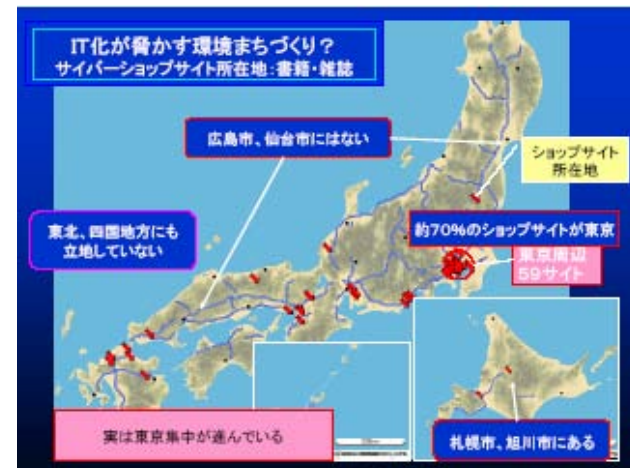 IT化が脅かす環境まちづくり?
サイバーショップサイト所在地:書籍・雑誌
広島市、仙台市にはない
ショップサイト
所在地
東北、四国地方にも
立地していない
約70%のショップサイトが東京
東京周辺
59サイト
実は東京集中が進んでいる
札幌市、旭川市にある